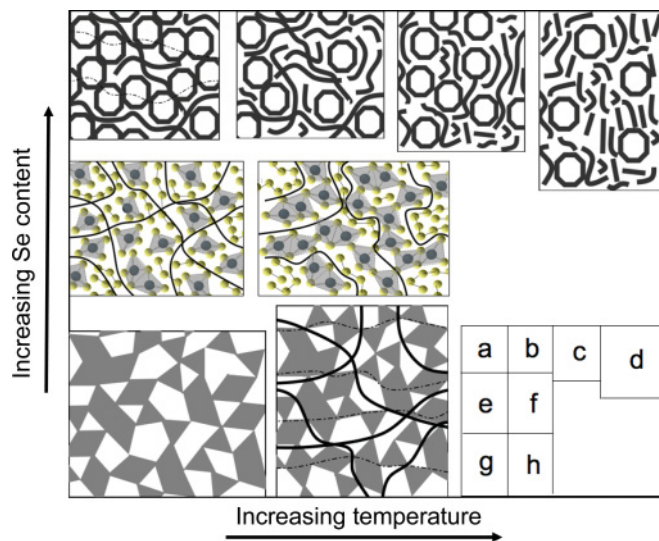 Increasing Se content
a b c d
e f
g h
Increasing temperature